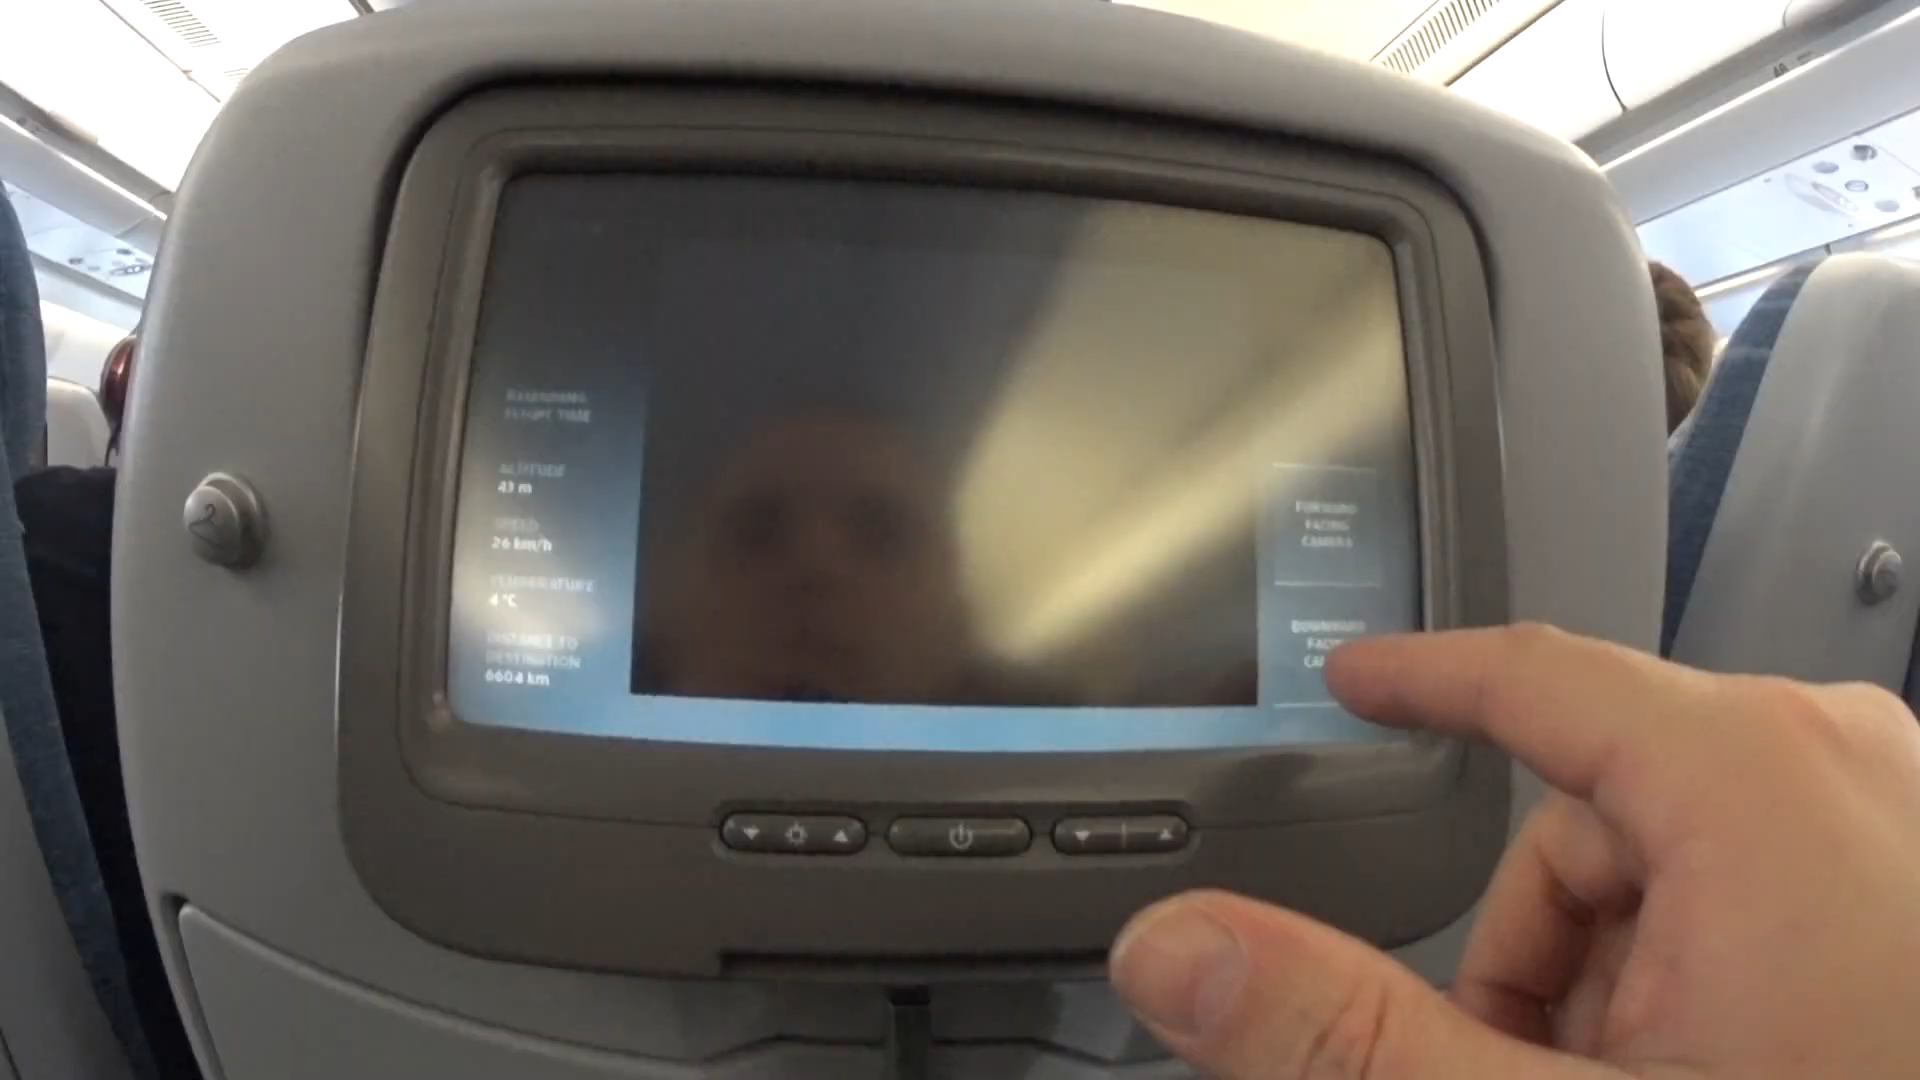 REMAINING
FLIGHT TIME
ALTITUDE
43 m
SPEED
26 km/h
TEMPERATURE
4 °C
DISTANCE TO
DESTINATION
6604 km
FORWARD
FACING
CAMERA
DOWNWARD